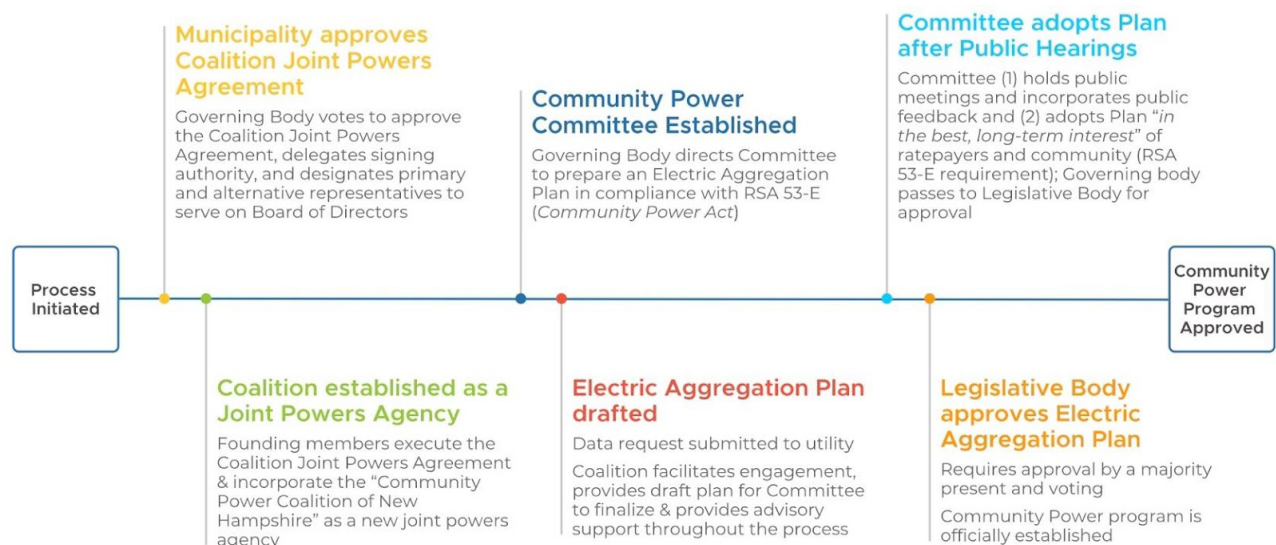 Process
Initiated
Municipality approves
Coalition Joint Powers
Agreement
Governing Body votes to approve
the Coalition Joint Powers
Agreement, delegates signing
authority, and designates primary
and alternative representatives to
serve on Board of Directors
Coalition established as a
Joint Powers Agency
Founding members execute the
Coalition Joint Powers Agreement
& incorporate the “Community
Power Coalition of New
Hampshire” as a new joint powers
agency
Community Power
Committee Established
Governing Body directs Committee
to prepare an Electric Aggregation
Plan in compliance with RSA 53-E
(Community Power Act)
Electric Aggregation Plan
drafted
Data request submitted to utility
Coalition facilitates engagement,
provides draft plan for Committee
to finalize & provides advisory
support throughout the process
Committee adopts Plan
after Public Hearings
Committee (1) holds public
meetings and incorporates public
feedback and (2) adopts Plan “in
the best, long-term interest” of
ratepayers and community (RSA
53-E requirement); Governing body
passes to Legislative Body for
approval
Legislative Body
approves Electric
Aggregation Plan
Requires approval by a majority
present and voting
Community Power program is
officially established
Community
Power
Program
Approved